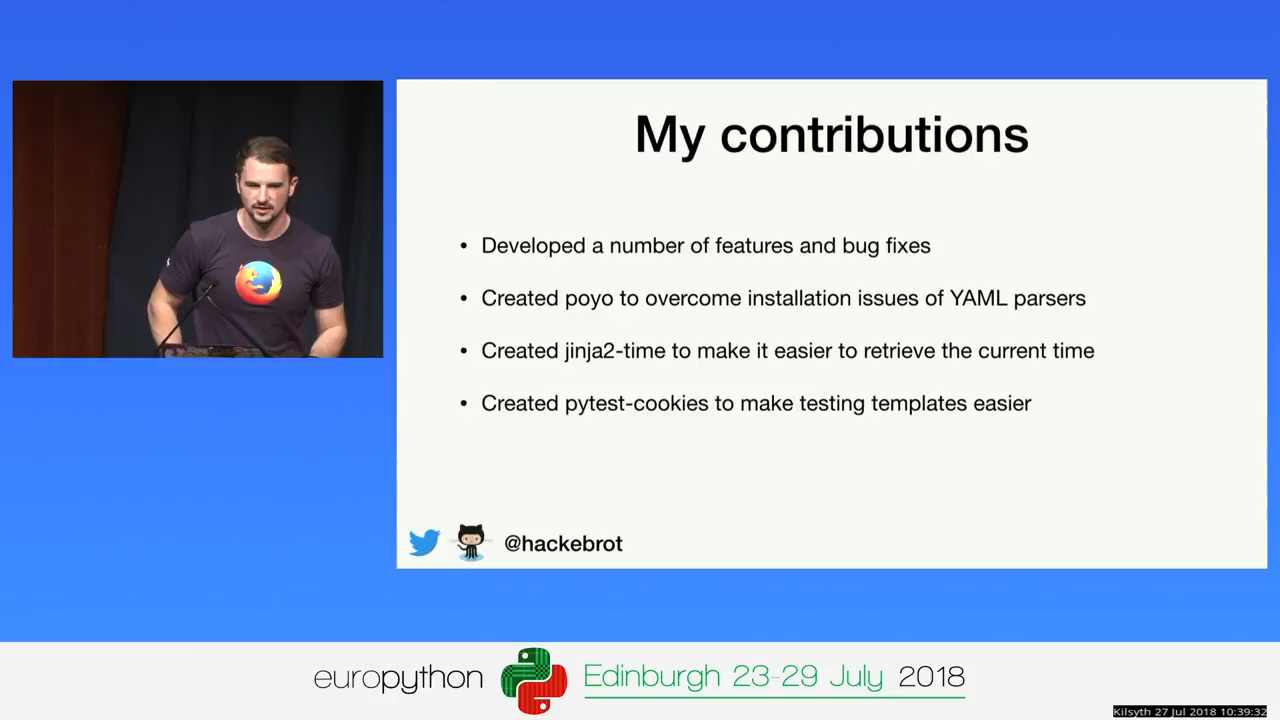 My contributions
• Developed a number of features and bug fixes
• Created poyo to overcome installation issues of YAML parsers
• Created jinja2-time to make it easier to retrieve the current time
• Created pytest-cookies to make testing templates easier
@hackebrot
europython Edinburgh 23-29 July 2018
Kilsyth 27 Jul 2018 10:39:32